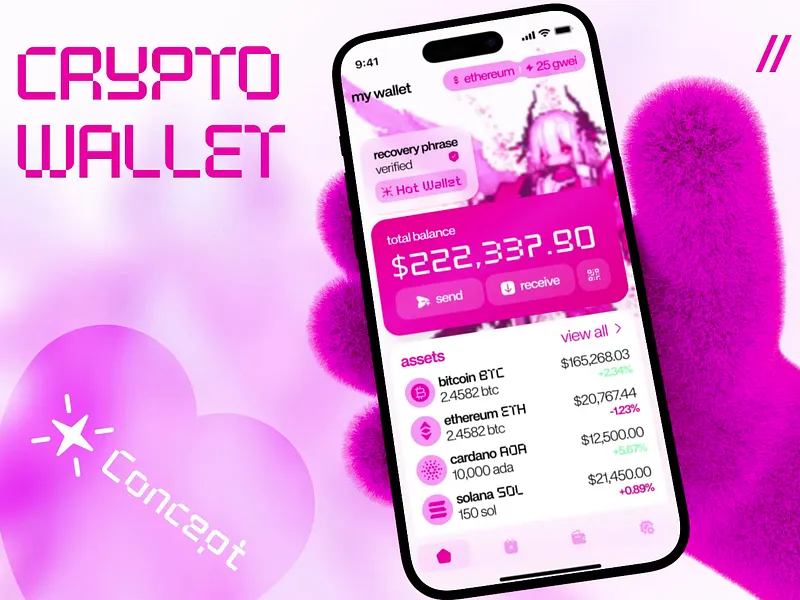 CRYPTO
WALLET
//
9:41
my wallet
ethereum
25 gwei
recovery phrase
verified
Hot Wallet
total balance
$222,337.90
send
receive
assets
view all >
bitcoin BTC
$165,268.03
2.4582 btc
+2.34%
ethereum ETH
$20,767.44
2.4582 btc
-1.23%
cardano ADA
$12,500.00
10,000 ada
+5.67%
solana SOL
$21,450.00
150 sol
+0.89%
Concept